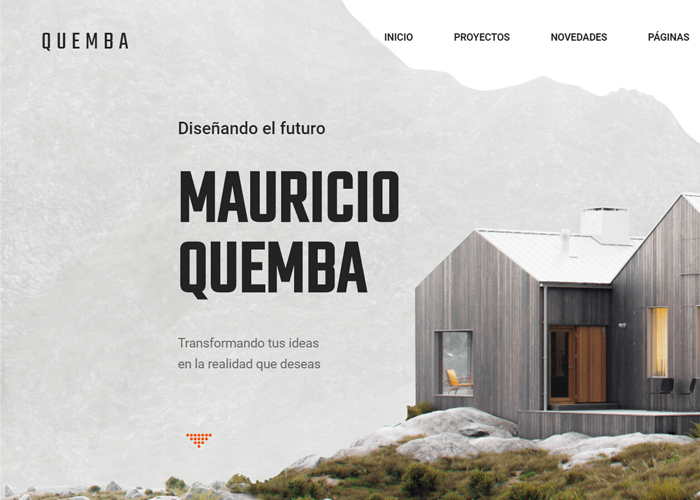 QUEMBA
INICIO PROYECTOS NOVEDADES PÁGINAS
Diseñando el futuro
MAURICIO
QUEMBA
Transformando tus ideas
en la realidad que deseas